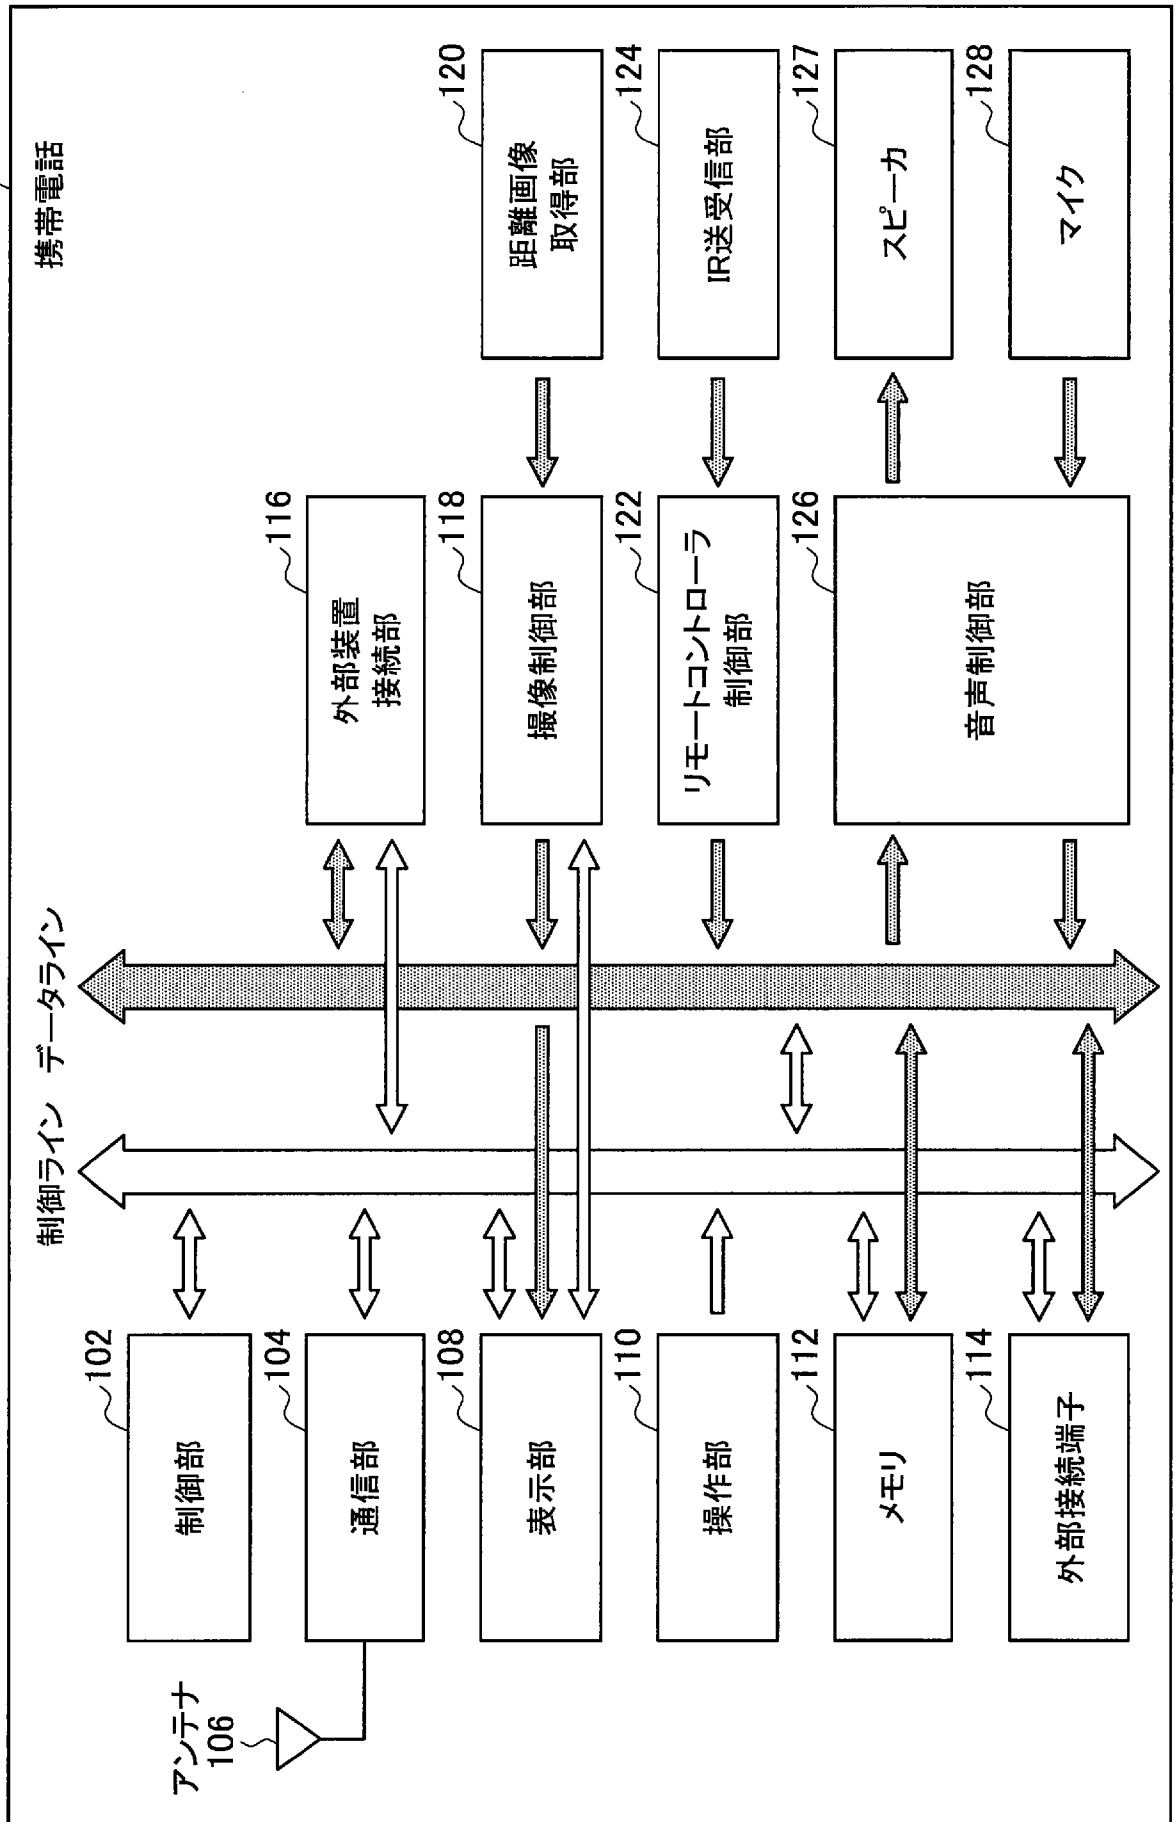 携帯電話
制御ライン
データライン
アンテナ
106
102
制御部
104
通信部
108
表示部
110
操作部
112
メモリ
114
外部接続端子
116
外部装置
接続部
118
撮像制御部
122
リモートコントローラ
制御部
126
音声制御部
120
距離画像
取得部
124
IR送受信部
127
スピーカ
128
マイク